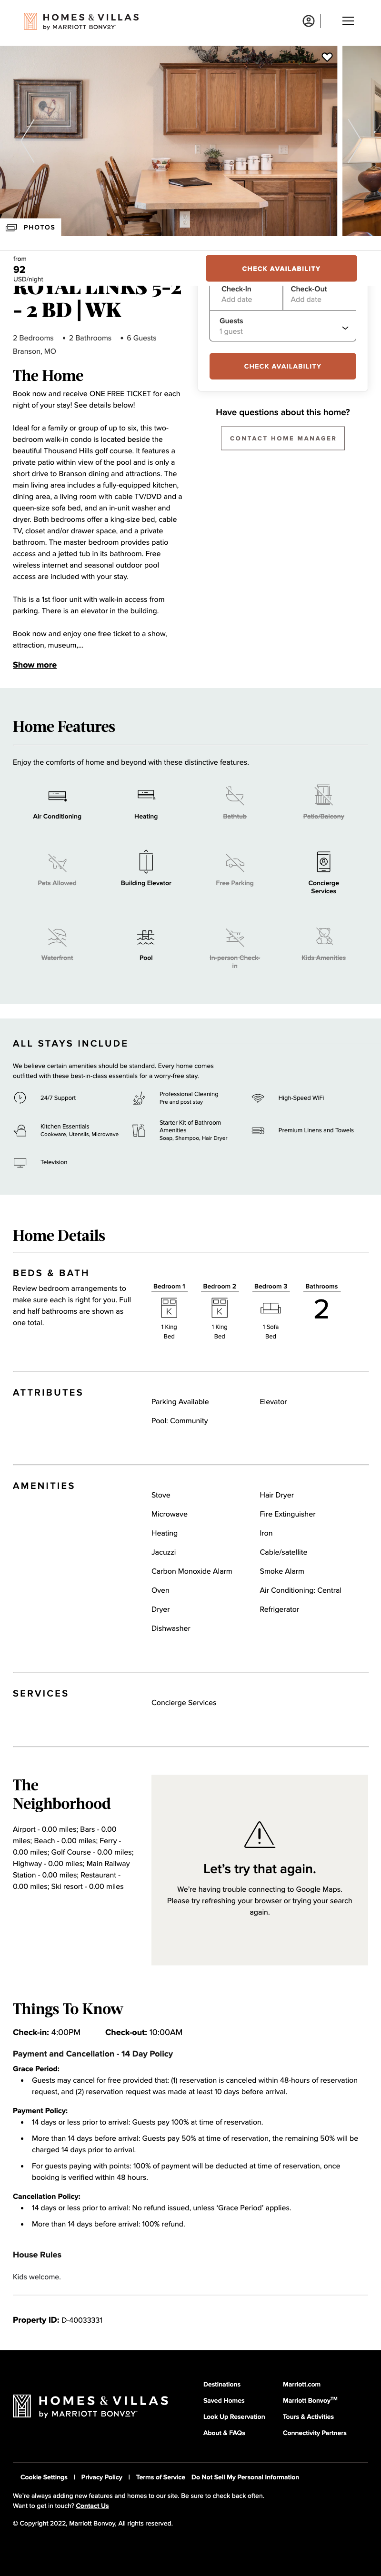 HOMES & VILLAS
by MARRIOTT BONVOY
PHOTOS
from
92
USD/night
CHECK AVAILABILITY
ROYAL LINKS 5-2
- 2 BD | WK
2 Bedrooms • 2 Bathrooms • 6 Guests
Branson, MO
Check-In
Add date
Check-Out
Add date
Guests
1 guest
CHECK AVAILABILITY
Have questions about this home?
CONTACT HOME MANAGER
The Home
Book now and receive ONE FREE TICKET for each
night of your stay! See details below!
Ideal for a family or group of up to six, this two-
bedroom walk-in condo is located beside the
beautiful Thousand Hills golf course. It features a
private patio within view of the pool and is only a
short drive to Branson dining and attractions. The
main living area includes a fully-equipped kitchen,
dining area, a living room with cable TV/DVD and a
queen-size sofa bed, and an in-unit washer and
dryer. Both bedrooms offer a king-size bed, cable
TV, closet and/or drawer space, and a private
bathroom. The master bedroom provides patio
access and a jetted tub in its bathroom. Free
wireless internet and seasonal outdoor pool
access are included with your stay.
This is a 1st floor unit with walk-in access from
parking. There is an elevator in the building.
Book now and enjoy one free ticket to a show,
attraction, museum,...
Show more
Home Features
Enjoy the comforts of home and beyond with these distinctive features.
Air Conditioning
Heating
Bathtub
Patio/Balcony
Pets Allowed
Building Elevator
Free Parking
Concierge
Services
Waterfront
Pool
In-person Check-
in
Kids Amenities
ALL STAYS INCLUDE
We believe certain amenities should be standard. Every home comes
outfitted with these best-in-class essentials for a worry-free stay.
24/7 Support
Professional Cleaning
Pre and post stay
High-Speed WiFi
Kitchen Essentials
Cookware, Utensils, Microwave
Starter Kit of Bathroom
Amenities
Soap, Shampoo, Hair Dryer
Premium Linens and Towels
Television
Home Details
BEDS & BATH
Review bedroom arrangements to
make sure each is right for you. Full
and half bathrooms are shown as
one total.
Bedroom 1
K
1 King
Bed
Bedroom 2
K
1 King
Bed
Bedroom 3
1 Sofa
Bed
Bathrooms
2
ATTRIBUTES
Parking Available
Elevator
Pool: Community
AMENITIES
Stove
Hair Dryer
Microwave
Fire Extinguisher
Heating
Iron
Jacuzzi
Cable/satellite
Carbon Monoxide Alarm
Smoke Alarm
Oven
Air Conditioning: Central
Dryer
Refrigerator
Dishwasher
SERVICES
Concierge Services
The
Neighborhood
Airport - 0.00 miles; Bars - 0.00
miles; Beach - 0.00 miles; Ferry -
0.00 miles; Golf Course - 0.00 miles;
Highway - 0.00 miles; Main Railway
Station - 0.00 miles; Restaurant -
0.00 miles; Ski resort - 0.00 miles
Let's try that again.
We're having trouble connecting to Google Maps.
Please try refreshing your browser or trying your search
again.
Things To Know
Check-in: 4:00PM Check-out: 10:00AM
Payment and Cancellation - 14 Day Policy
Grace Period:
• Guests may cancel for free provided that: (1) reservation is canceled within 48-hours of reservation
request, and (2) reservation request was made at least 10 days before arrival.
Payment Policy:
• 14 days or less prior to arrival: Guests pay 100% at time of reservation.
• More than 14 days before arrival: Guests pay 50% at time of reservation, the remaining 50% will be
charged 14 days prior to arrival.
• For guests paying with points: 100% of payment will be deducted at time of reservation, once
booking is verified within 48 hours.
Cancellation Policy:
• 14 days or less prior to arrival: No refund issued, unless 'Grace Period' applies.
• More than 14 days before arrival: 100% refund.
House Rules
Kids welcome.
Property ID: D-40033331
HOMES & VILLAS
by MARRIOTT BONVOY
Destinations
Saved Homes
Look Up Reservation
About & FAQs
Marriott.com
Marriott Bonvoy™
Tours & Activities
Connectivity Partners
Cookie Settings | Privacy Policy | Terms of Service Do Not Sell My Personal Information
We're always adding new features and homes to our site. Be sure to check back often.
Want to get in touch? Contact Us
© Copyright 2022, Marriott Bonvoy, All rights reserved.